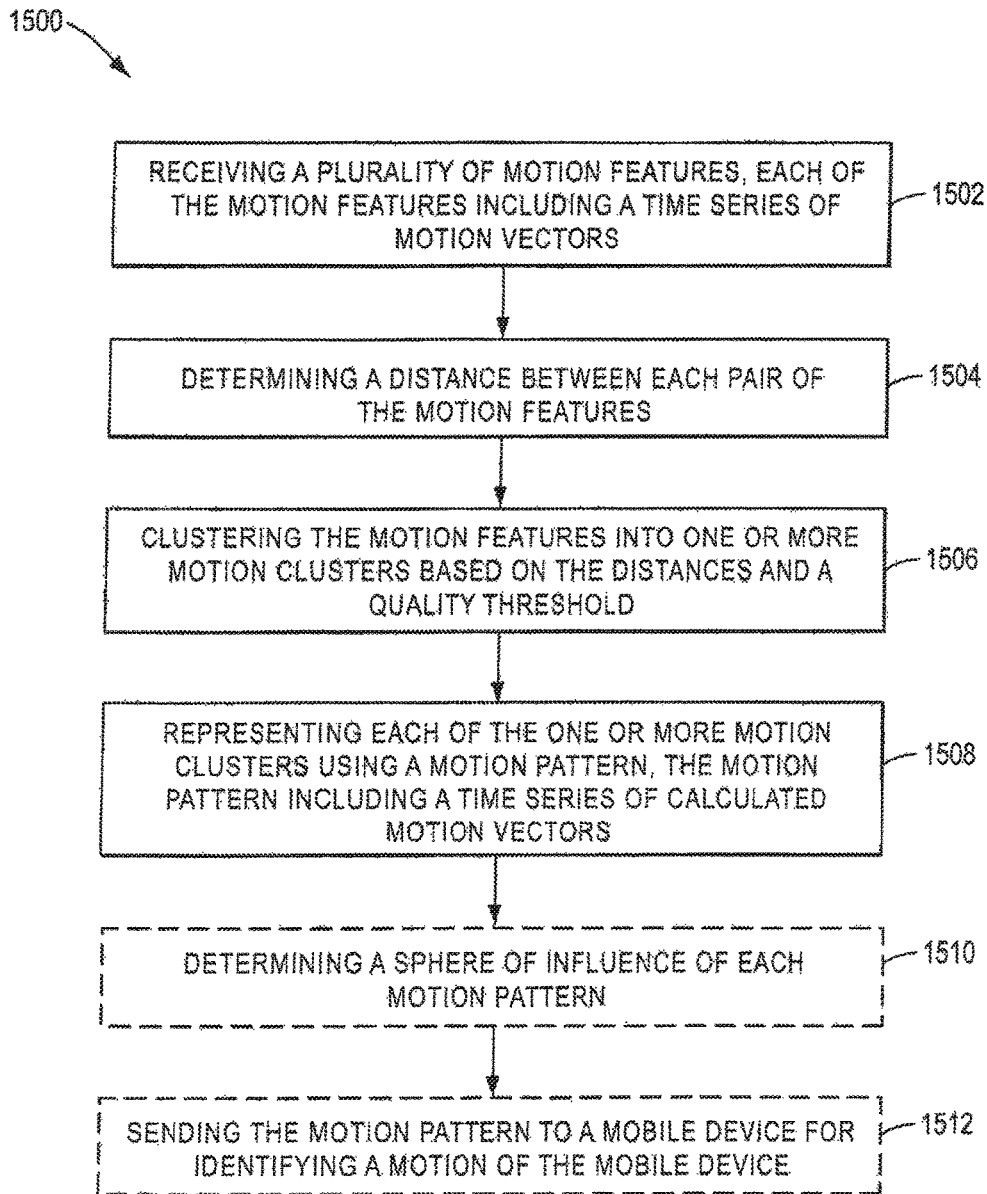 1500
RECEIVING A PLURALITY OF MOTION FEATURES, EACH OF
THE MOTION FEATURES INCLUDING A TIME SERIES OF
MOTION VECTORS
1502
DETERMINING A DISTANCE BETWEEN EACH PAIR OF
THE MOTION FEATURES
1504
CLUSTERING THE MOTION FEATURES INTO ONE OR MORE
MOTION CLUSTERS BASED ON THE DISTANCES AND A
QUALITY THRESHOLD
1506
REPRESENTING EACH OF THE ONE OR MORE MOTION
CLUSTERS USING A MOTION PATTERN, THE MOTION
PATTERN INCLUDING A TIME SERIES OF CALCULATED
MOTION VECTORS
1508
DETERMINING A SPHERE OF INFLUENCE OF EACH
MOTION PATTERN
1510
SENDING THE MOTION PATTERN TO A MOBILE DEVICE FOR
IDENTIFYING A MOTION OF THE MOBILE DEVICE
1512